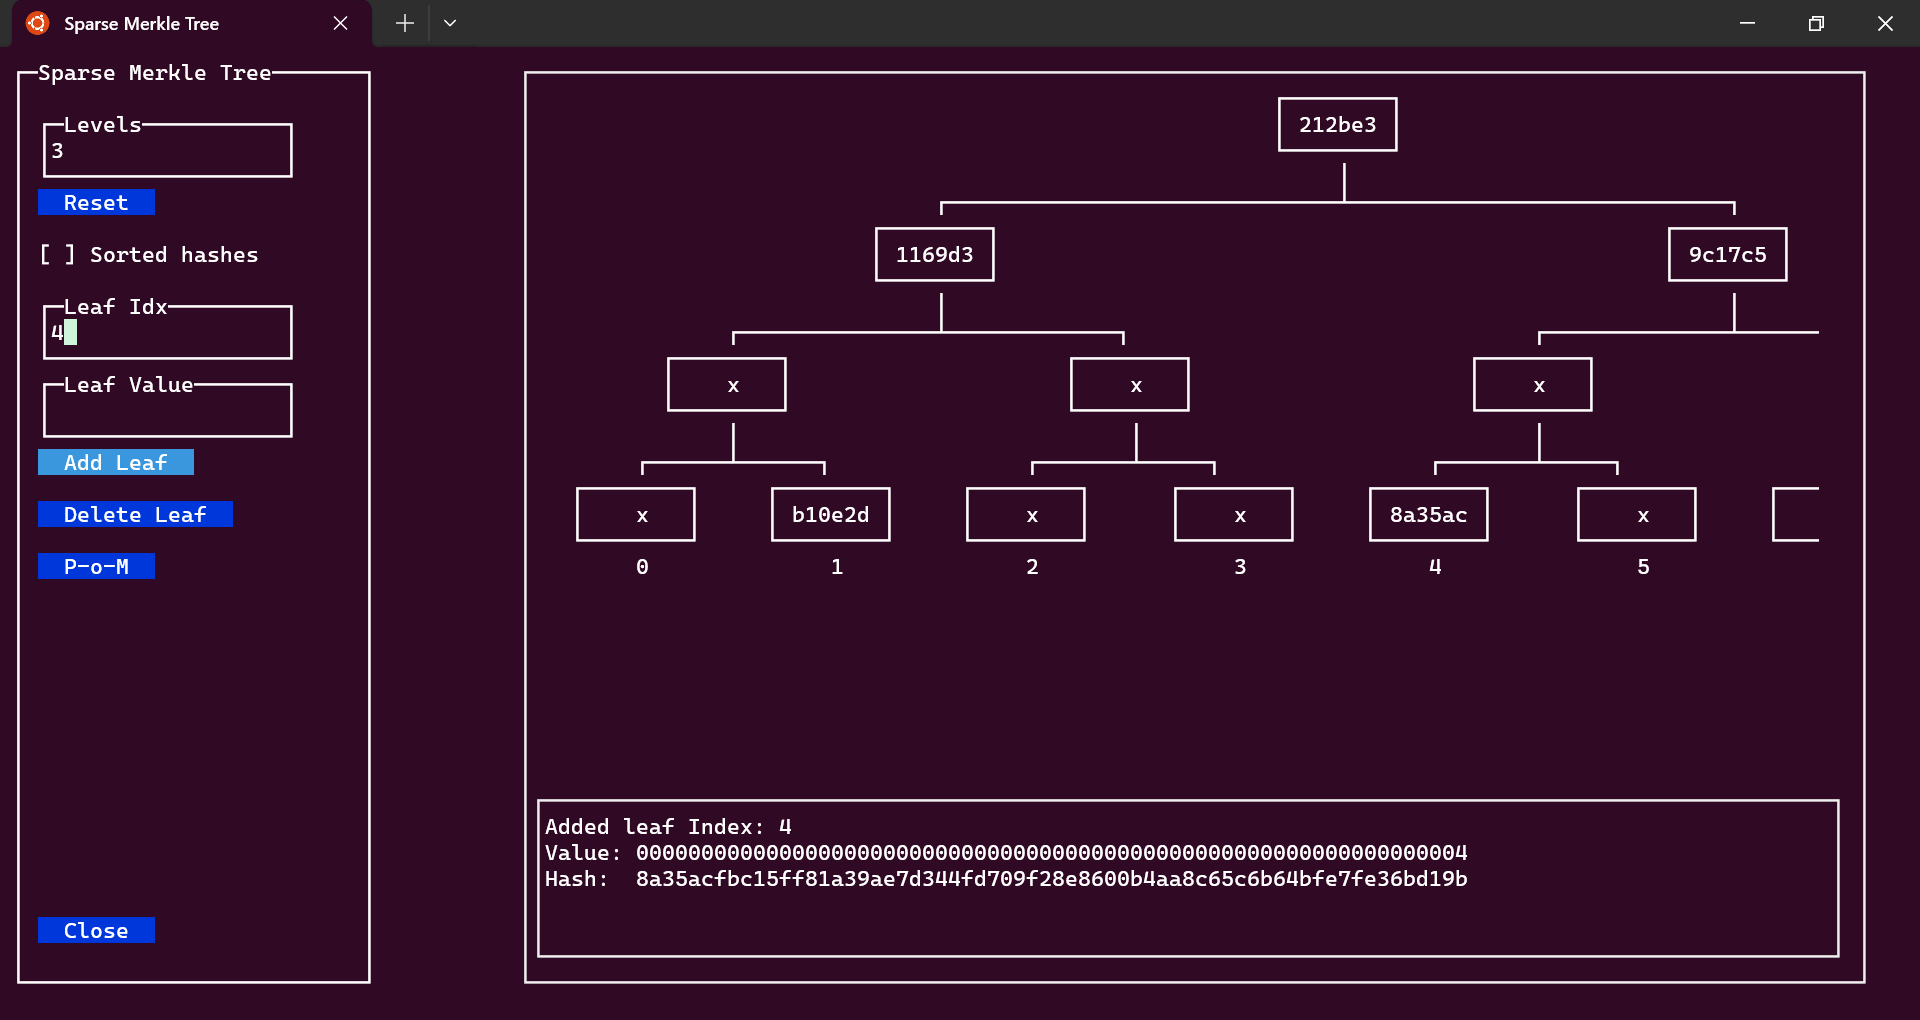 Sparse Merkle Tree
Sparse Merkle Tree
Levels
3
Reset
[ ] Sorted hashes
Leaf Idx
4
Leaf Value
Add Leaf
Delete Leaf
P-o-M
Close
212be3
1169d3 9c17c5
x x x
x b10e2d x x 8a35ac x
0 1 2 3 4 5
Added leaf Index: 4
Value: 0000000000000000000000000000000000000000000000000000000000000004
Hash: 8a35acfbc15ff81a39ae7d344fd709f28e8600b4aa8c65c6b64bfe7fe36bd19b